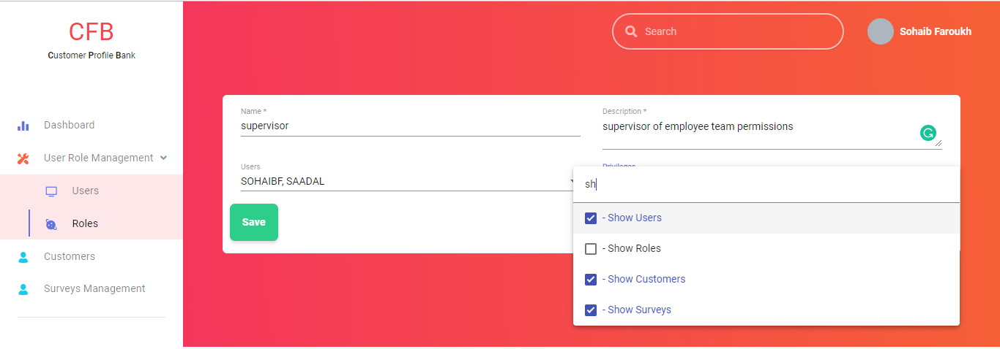 CFB
Customer Profile Bank
Search
Sohaib Faroukh
Dashboard
User Role Management
Users
Roles
Customers
Surveys Management
Name *
supervisor
Description *
supervisor of employee team permissions
Users
SOHAIBF, SAADAL
Privileges
sh
- Show Users
- Show Roles
- Show Customers
- Show Surveys
Save